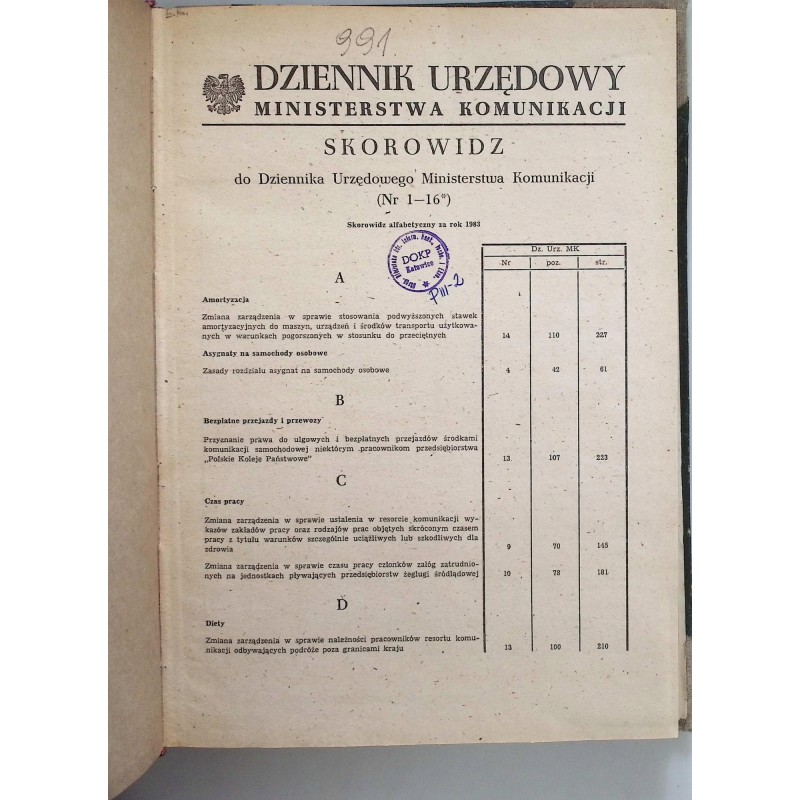 991.
DZIENNIK URZĘDOWY
MINISTERSTWA KOMUNIKACJI
SKOROWIDZ
do Dziennika Urzędowego Ministerstwa Komunikacji
(Nr 1—16*)
Skorowidz alfabetyczny za rok 1983
DOKP
Katowice
PIII-2
Dz. Urz. MK
Nr poz. str.
A
Amortyzacja
Zmiana zarządzenia w sprawie stosowania podwyższonych stawek
amortyzacyjnych do maszyn, urządzeń i środków transportu użytkowa-
nych w warunkach pogorszonych w stosunku do przeciętnych 14 110 227
Asygnaty na samochody osobowe
Zasady rozdziału asygnat na samochody osobowe 4 42 61
B
Bezpłatne przejazdy i przewozy
Przyznanie prawa do ulgowych i bezpłatnych przejazdów środkami
komunikacji samochodowej niektórym pracownikom przedsiębiorstwa
„Polskie Koleje Państwowe" 13 107 223
C
Czas pracy
Zmiana zarządzenia w sprawie ustalenia w resorcie komunikacji wy-
kazów zakładów pracy oraz rodzajów prac objętych skróconym czasem
pracy z tytułu warunków szczególnie uciążliwych lub szkodliwych dla
zdrowia 9 70 145
Zmiana zarządzenia w sprawie czasu pracy członków załóg zatrudnio-
nych na jednostkach pływających przedsiębiorstw żeglugi śródlądowej 10 78 181
D
Diety
Zmiana zarządzenia w sprawie należności pracowników resortu komu-
nikacji odbywających podróże poza granicami kraju 13 100 210